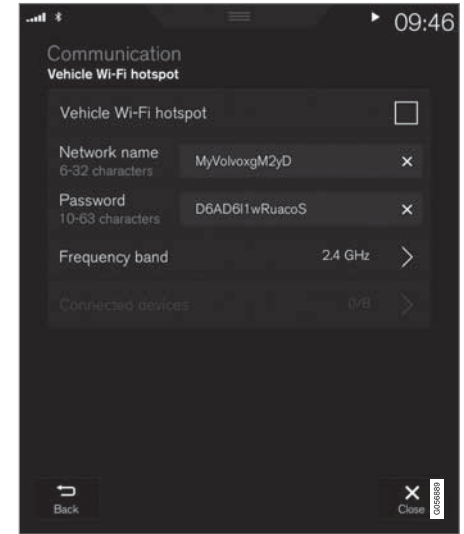 09:46
Communication
Vehicle Wi-Fi hotspot
Vehicle Wi-Fi hotspot
Network name
6-32 characters
MyVolvoxgM2yD
Password
10-63 characters
D6AD6I1wRuacoS
Frequency band 2.4 GHz
Connected devices 0/8
Back
Close
G056889